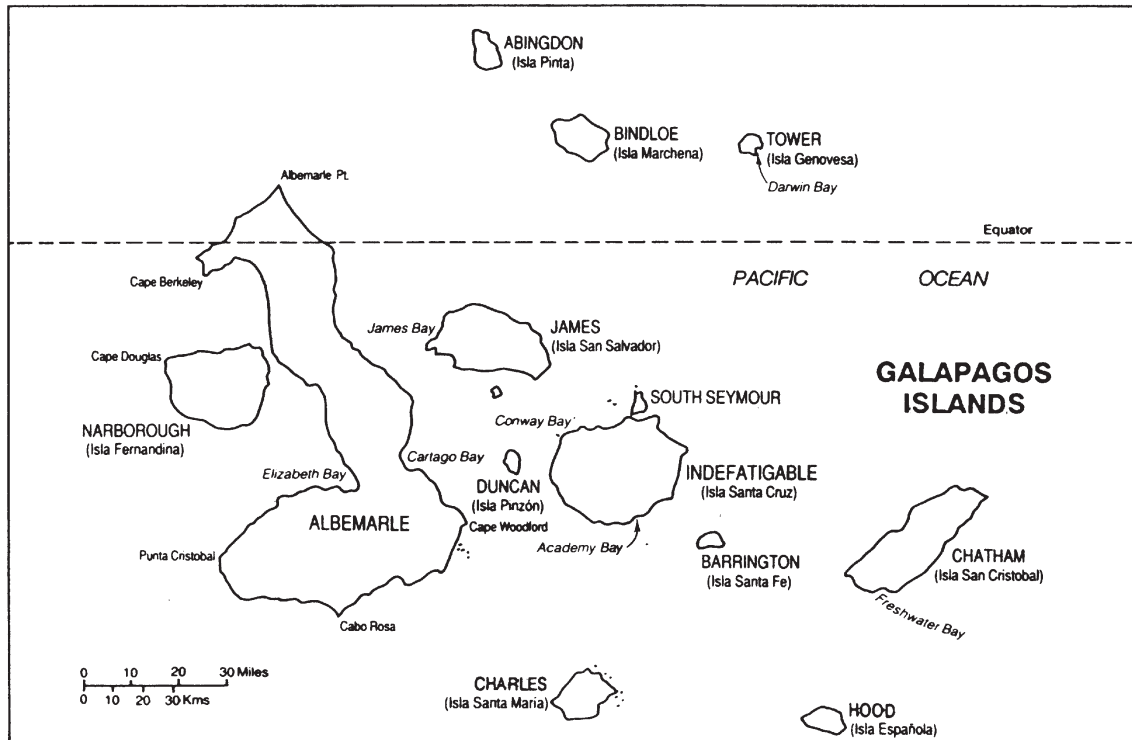 ABINGDON
(Isla Pinta)
BINDLOE
(Isla Marchena)
TOWER
(Isla Genovesa)
Darwin Bay
Albemarle Pt.
Equator
Cape Berkeley
PACIFIC OCEAN
James Bay
JAMES
(Isla San Salvador)
Cape Douglas
GALAPAGOS
ISLANDS
SOUTH SEYMOUR
Conway Bay
NARBOROUGH
(Isla Fernandina)
Elizabeth Bay
Cartago Bay
DUNCAN
(Isla Pinzón)
INDEFATIGABLE
(Isla Santa Cruz)
ALBEMARLE
Cape Woodford
Academy Bay
Punta Cristobal
BARRINGTON
(Isla Santa Fe)
CHATHAM
(Isla San Cristobal)
Freshwater Bay
Cabo Rosa
0 10 20 30 Miles
0 10 20 30 Kms
CHARLES
(Isla Santa Maria)
HOOD
(Isla Española)